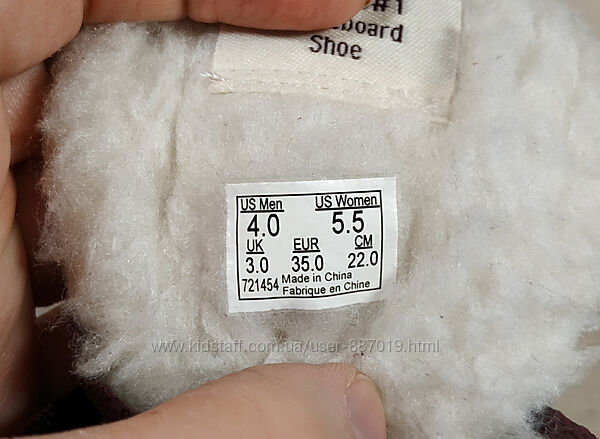 #1
board
Shoe
US Men US Women
4.0 5.5
UK EUR CM
3.0 35.0 22.0
721454 Made in China
Fabrique en Chine
www.kidstaff.com.ua/user-887019.html